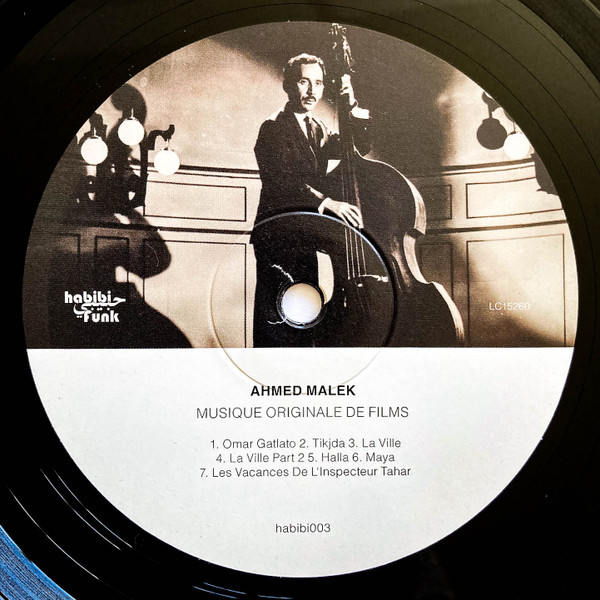 habibi
حبيبي
funk
LC15260
AHMED MALEK
MUSIQUE ORIGINALE DE FILMS
1. Omar Gatlato 2. Tikjda 3. La Ville
4. La Ville Part 2 5. Halla 6. Maya
7. Les Vacances De L'Inspecteur Tahar
habibi003